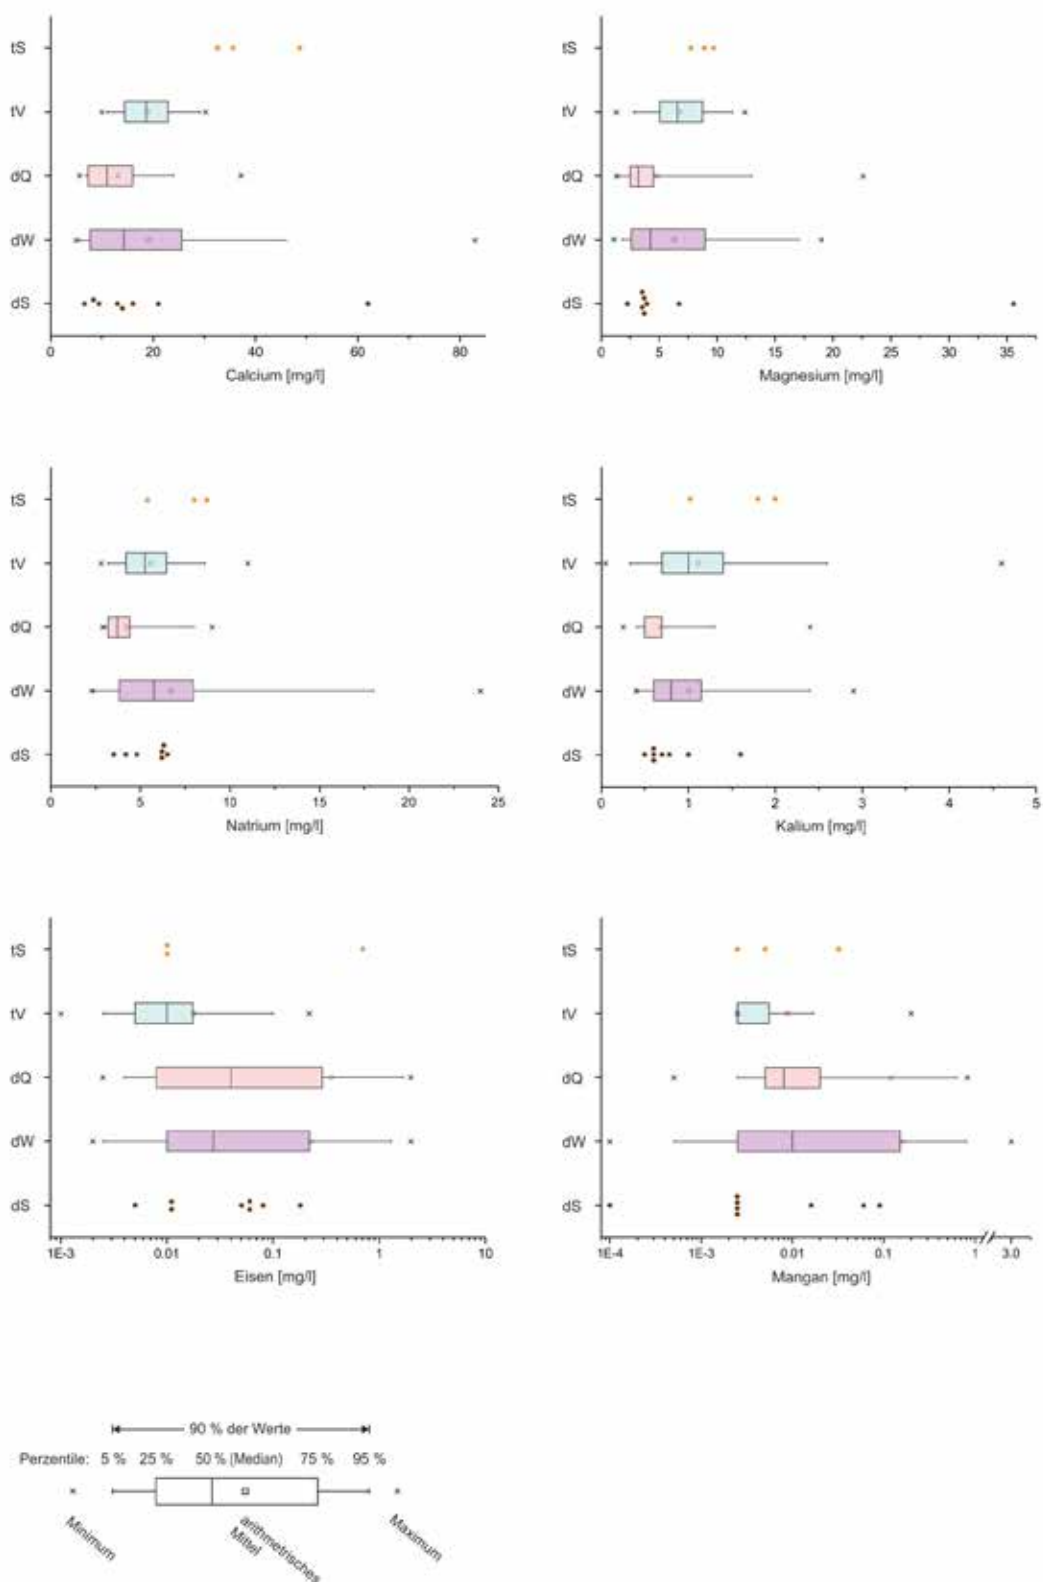 tS
tV
dQ
dW
dS
0 20 40 60 80
Calcium [mg/l]
tS
tV
dQ
dW
dS
0 5 10 15 20 25 30 35
Magnesium [mg/l]
tS
tV
dQ
dW
dS
0 5 10 15 20 25
Natrium [mg/l]
tS
tV
dQ
dW
dS
0 1 2 3 4 5
Kalium [mg/l]
tS
tV
dQ
dW
dS
1E-3 0.01 0.1 1 10
Eisen [mg/l]
tS
tV
dQ
dW
dS
1E-4 1E-3 0.01 0.1 1 3.0
Mangan [mg/l]
90 % der Werte
Perzentile: 5 % 25 % 50 % (Median) 75 % 95 %
Minimum
arithmetrisches
Mittel
Maximum